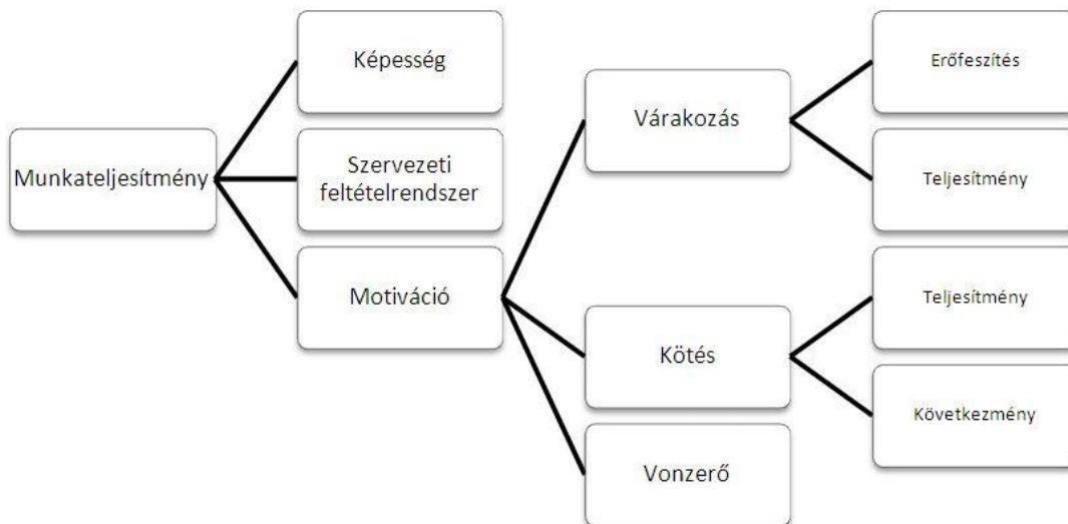 Munkateljesítmény
Képesség
Szervezeti
feltételrendszer
Motiváció
Várakozás
Kötés
Vonzerő
Erőfeszítés
Teljesítmény
Teljesítmény
Következmény